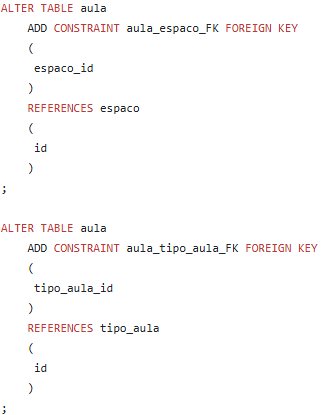 ALTER TABLE aula
ADD CONSTRAINT aula_espaco_FK FOREIGN KEY
(
espaco_id
)
REFERENCES espaco
(
id
)
;
ALTER TABLE aula
ADD CONSTRAINT aula_tipo_aula_FK FOREIGN KEY
(
tipo_aula_id
)
REFERENCES tipo_aula
(
id
)
;